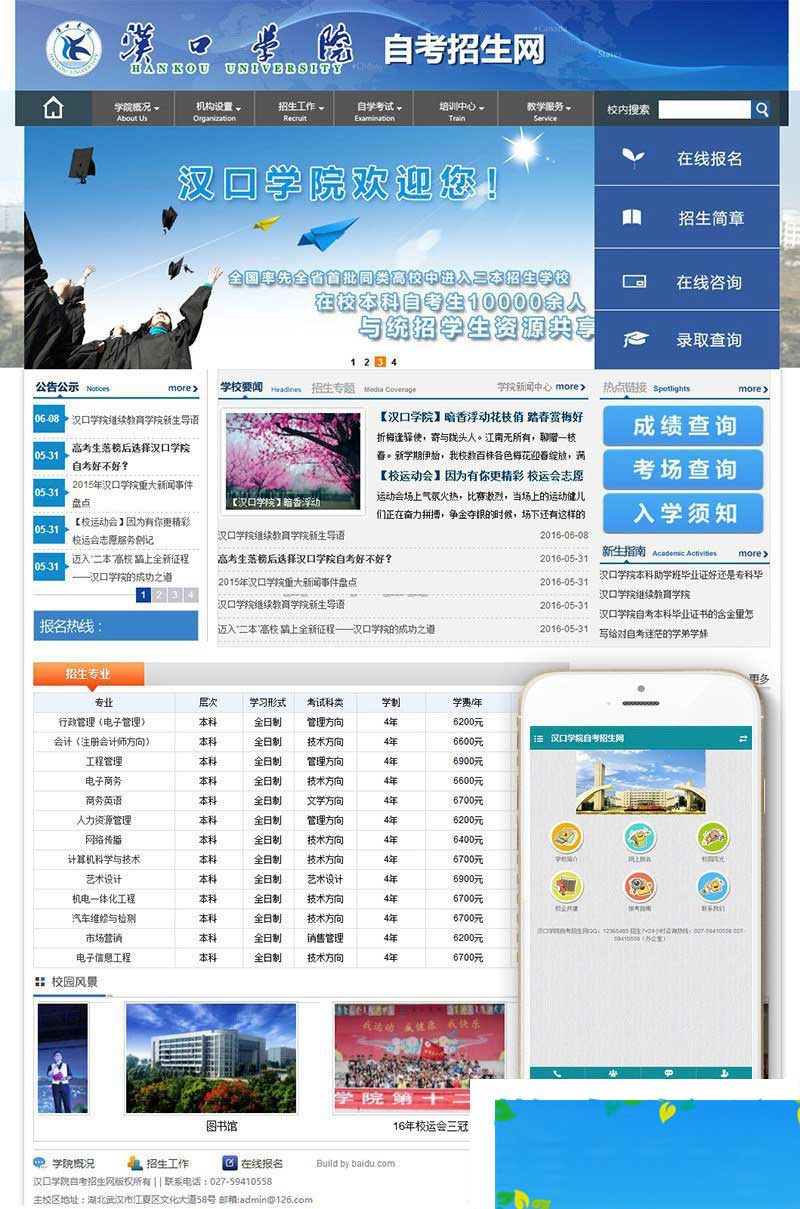 汉口学院
HANKOU UNIVERSITY
自考招生网
学院概况
About Us
机构设置
Organization
招生工作
Recruit
自学考试
Examination
培训中心
Train
教学服务
Service
校内搜索
汉口学院欢迎您！
全国率先全省首批同类高校中进入二本招生学校
在校本科自考生10000余人
与统招学生资源共享
1 2 3 4
在线报名
招生简章
在线咨询
录取查询
公告公示 Notices more
06-08 汉口学院继续教育学院新生导语
05-31 高考生落榜后选择汉口学院
自考好不好？
05-31 2015年汉口学院重大新闻事件
盘点
05-31 【校运动会】因为有你更精彩
校运会志愿服务侧记
05-31 迈入“二本”高校 踏上全新征程
——汉口学院的成功之道
1 2 3 4
报名热线：
学校要闻 Headlines 招生专题 Media Coverage 学院新闻中心 more
【汉口学院】暗香浮动
【汉口学院】暗香浮动花枝俏 踏春赏梅好
折梅逢驿使，寄与陇头人。江南无所有，聊赠一枝
春。新学期伊始，我校数百株各色梅花迎春绽放，满
【校运动会】因为有你更精彩 校运会志愿
运动会场上气氛火热，比赛激烈，当场上的运动健儿
们正在奋力拼搏，争金夺银的时候，场下还有这样的
汉口学院继续教育学院新生导语 2016-06-08
高考生落榜后选择汉口学院自考好不好？ 2016-05-31
2015年汉口学院重大新闻事件盘点 2016-05-31
汉口学院继续教育学院新生导语 2016-05-31
迈入“二本”高校 踏上全新征程——汉口学院的成功之道 2016-05-31
热点链接 Spotlights more
成绩查询
考场查询
入学须知
新生指南 Academic Activities more
汉口学院本科助学班毕业证好还是专科毕
汉口学院继续教育学院
汉口学院自考本科毕业证书的含金量怎
写给对自考迷茫的学弟学妹
招生专业
更多
专业 层次 学习形式 考试科类 学制 学费/年
行政管理（电子管理） 本科 全日制 管理方向 4年 6200元
会计（注册会计师方向） 本科 全日制 技术方向 4年 6600元
工程管理 本科 全日制 管理方向 4年 6900元
电子商务 本科 全日制 技术方向 4年 6600元
商务英语 本科 全日制 文学方向 4年 6700元
人力资源管理 本科 全日制 管理方向 4年 6200元
网络传播 本科 全日制 技术方向 4年 6400元
计算机科学与技术 本科 全日制 技术方向 4年 6700元
艺术设计 本科 全日制 艺术设计 4年 6900元
机电一体化工程 本科 全日制 技术方向 4年 6700元
汽车维修与检测 本科 全日制 技术方向 4年 6700元
市场营销 本科 全日制 销售管理 4年 6200元
电子信息工程 本科 全日制 技术方向 4年 6700元
汉口学院自考招生网
学校简介
网上报名
校园风光
校企共建
报考指南
联系我们
汉口学院自考招生网QQ：12365485 招生7*24小时咨询热线：027-59410558 027-
59410559（办公室）
校园风景
我运动 我健康 我快乐
学院第十二
图书馆
16年校运会三冠
学院概况
招生工作
在线报名
Build by baidu.com
汉口学院自考招生网版权所有 | | 联系电话：027-59410558
主校区地址：湖北武汉市江夏区文化大道58号 邮箱:admin@126.com